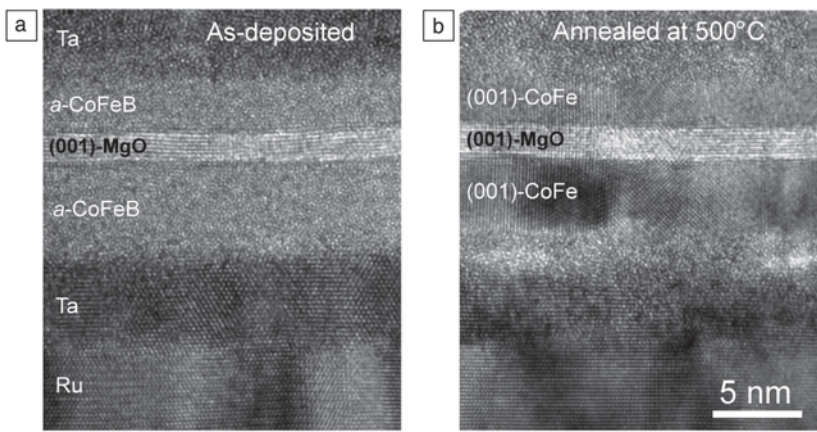 a
As-deposited
Ta
a-CoFeB
(001)-MgO
a-CoFeB
Ta
Ru
b
Annealed at 500°C
(001)-CoFe
(001)-MgO
(001)-CoFe
5 nm